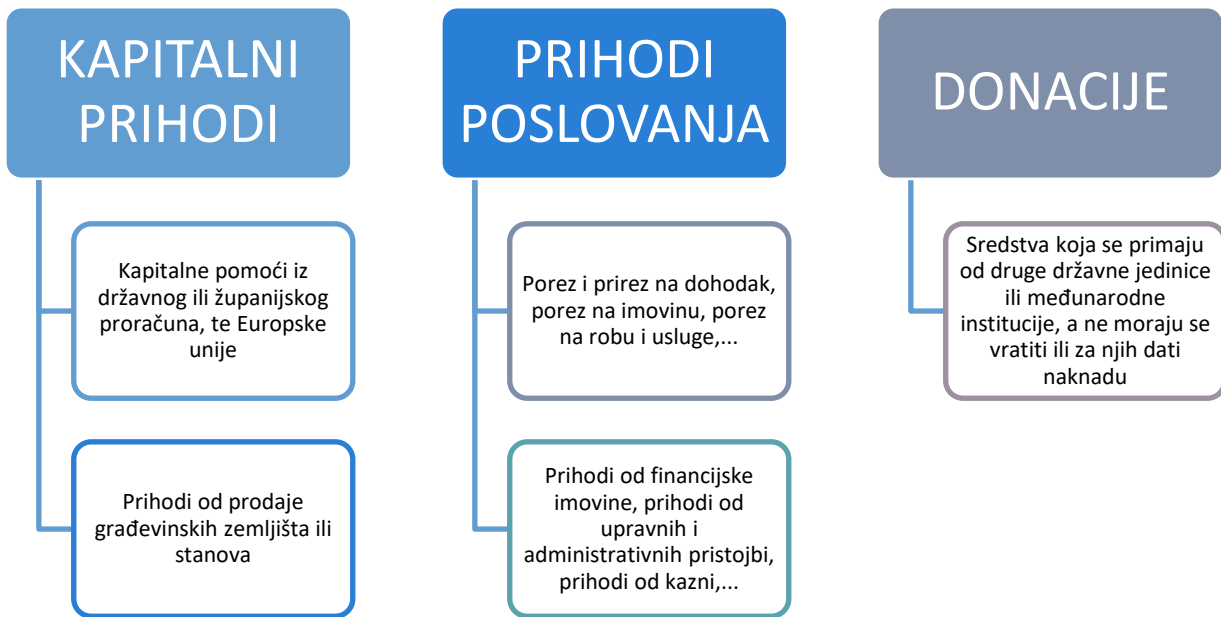 KAPITALNI
PRIHODI
Kapitalne pomoći iz
državnog ili županijskog
proračuna, te Europske
unije
Prihodi od prodaje
građevinskih zemljišta ili
stanova
PRIHODI
POSLOVANJA
Porez i prirez na dohodak,
porez na imovinu, porez
na robu i usluge,...
Prihodi od financijske
imovine, prihodi od
upravnih i
administrativnih pristojbi,
prihodi od kazni,...
DONACIJE
Sredstva koja se primaju
od druge državne jedinice
ili međunarodne
institucije, a ne moraju se
vratiti ili za njih dati
naknadu